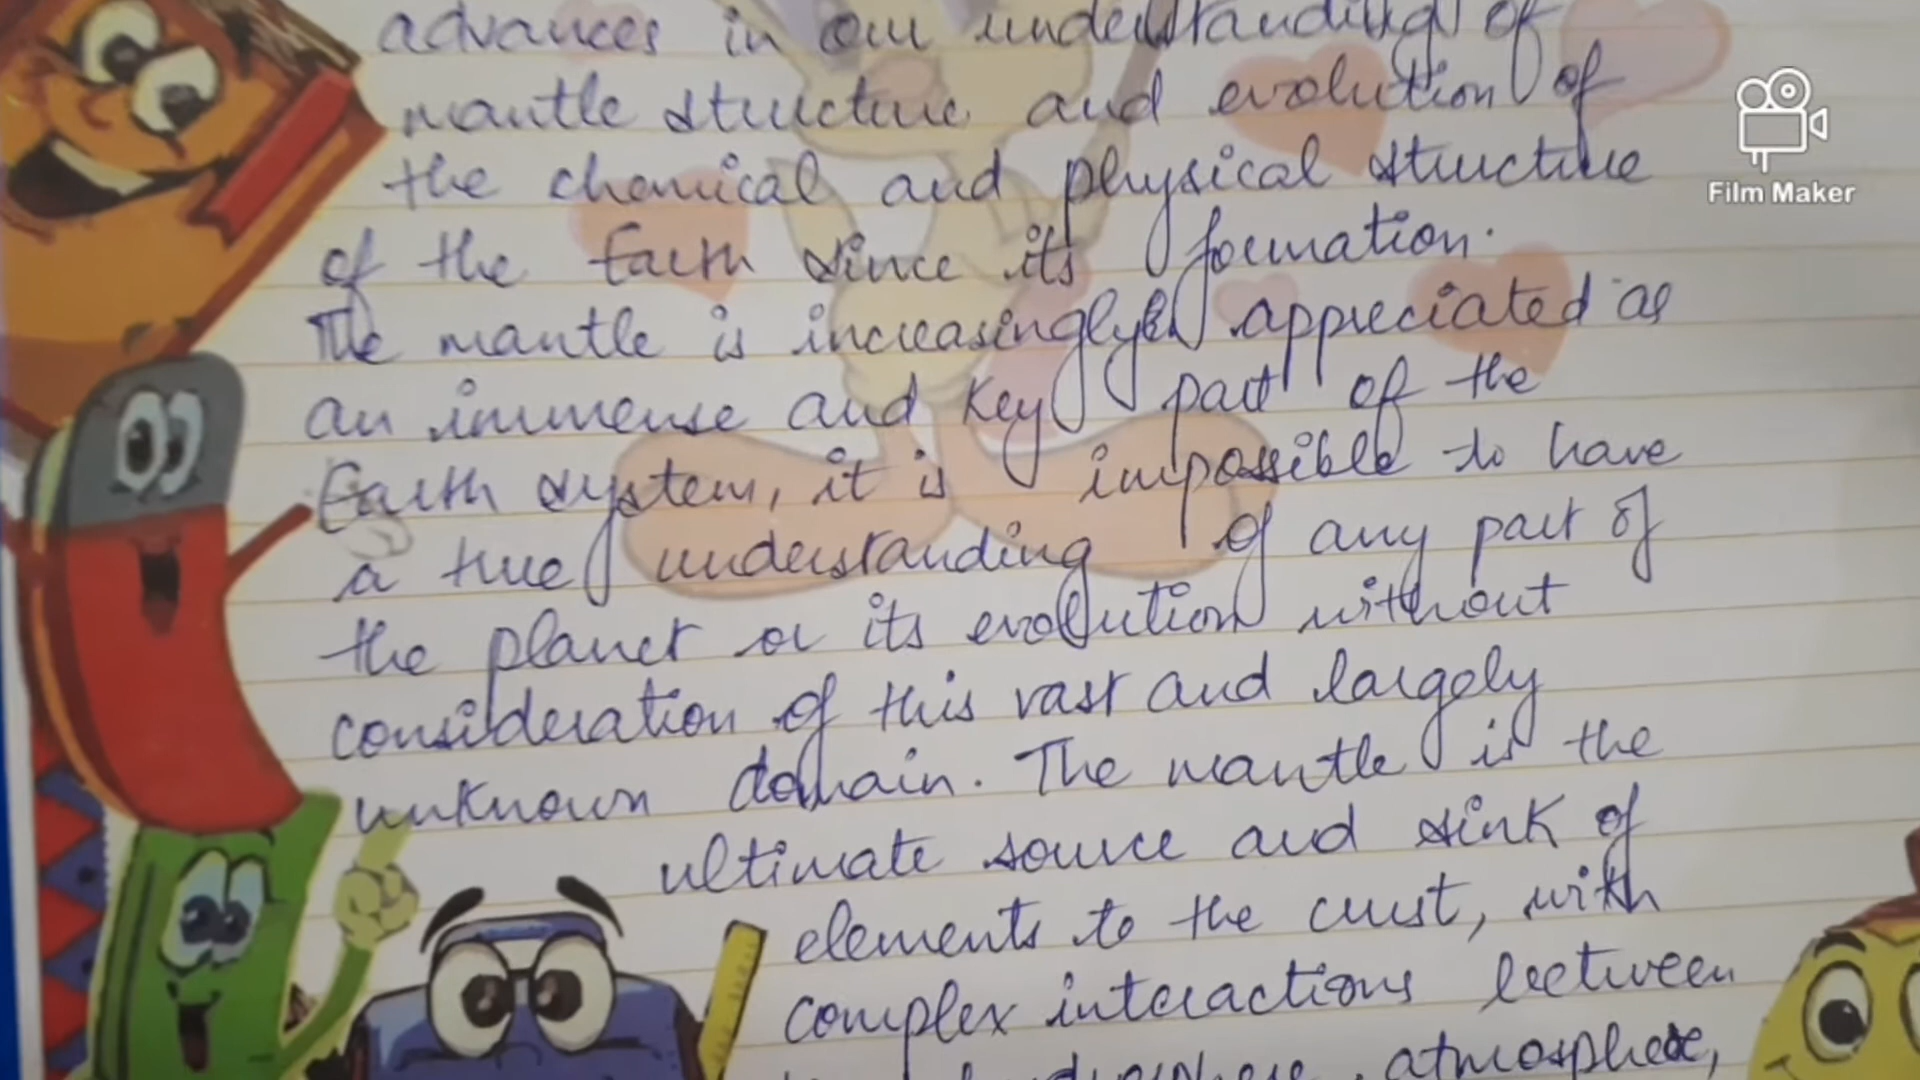 advances in our understanding of
mantle structure and evolution of
the chemical and physical structure
of the Earth since its formation.
The mantle is increasingly appreciated as
an immense and key part of the
Earth system, it is impossible to have
a true understanding of any part of
the planet or its evolution without
consideration of this vast and largely
unknown domain. The mantle is the
ultimate source and sink of
elements to the crust, with
complex interactions between
hydrosphere, atmosphere,
Film Maker